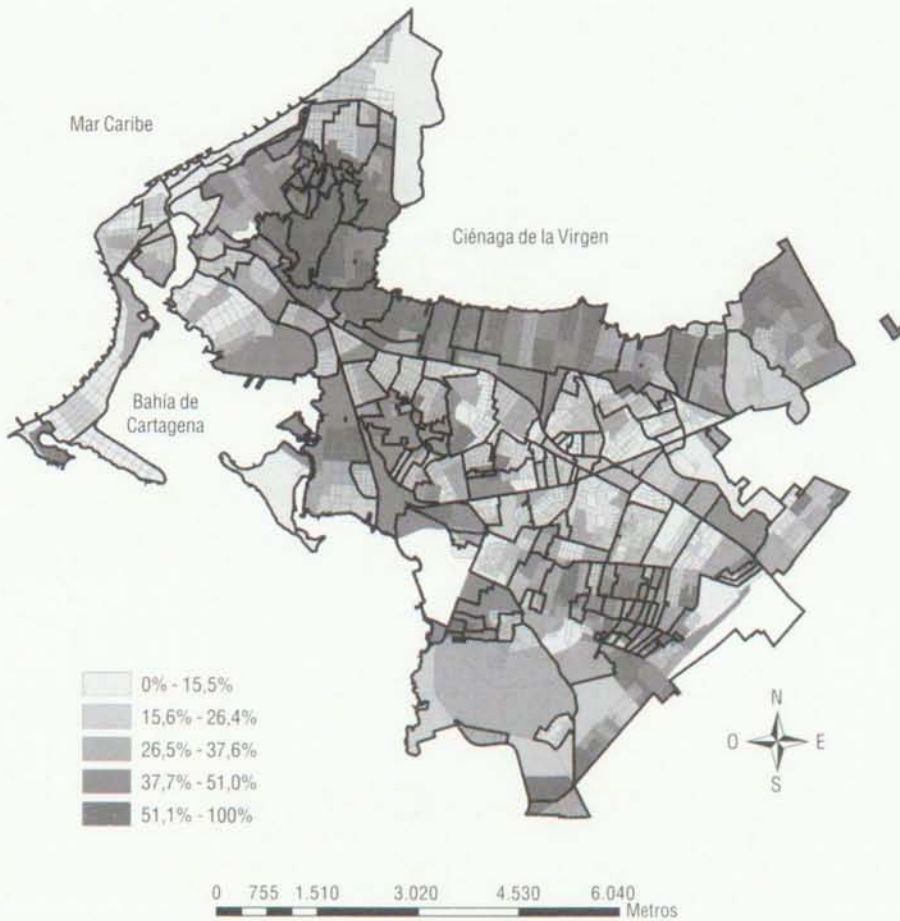 Mar Caribe
Ciénaga de la Virgen
Bahía de
Cartagena
0% - 15,5%
15,6% - 26,4%
26,5% - 37,6%
37,7% - 51,0%
51,1% - 100%
N
O E
S
0 755 1.510 3.020 4.530 6.040
Metros